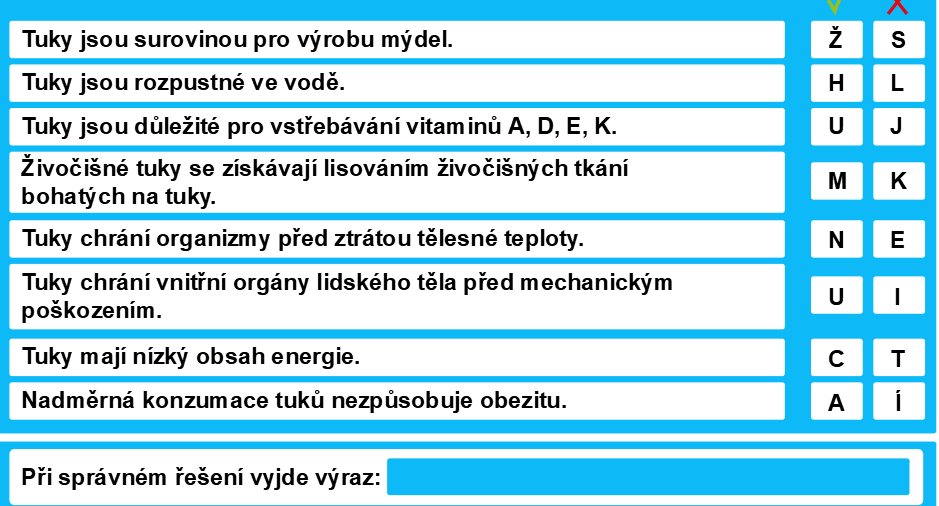 Tuky jsou surovinou pro výrobu mýdel. Ž S
Tuky jsou rozpustné ve vodě. H L
Tuky jsou důležité pro vstřebávání vitaminů A, D, E, K. U J
Živočišné tuky se získávají lisováním živočišných tkání
bohatých na tuky. M K
Tuky chrání organizmy před ztrátou tělesné teploty. N E
Tuky chrání vnitřní orgány lidského těla před mechanickým
poškozením. U I
Tuky mají nízký obsah energie. C T
Nadměrná konzumace tuků nezpůsobuje obezitu. A Í
Při správném řešení vyjde výraz: